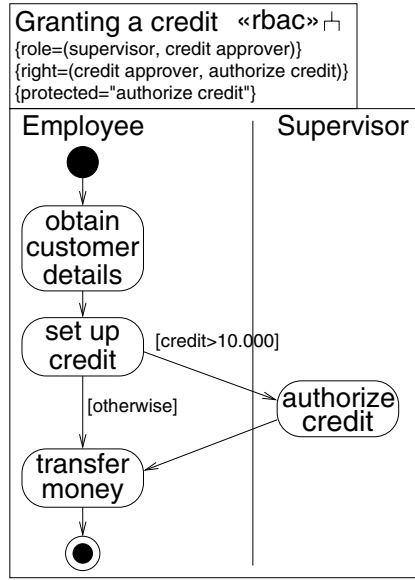 Granting a credit «rbac»
{role=(supervisor, credit approver)}
{right=(credit approver, authorize credit)}
{protected="authorize credit"}
Employee
Supervisor
obtain
customer
details
set up
credit
[credit>10.000]
[otherwise]
authorize
credit
transfer
money